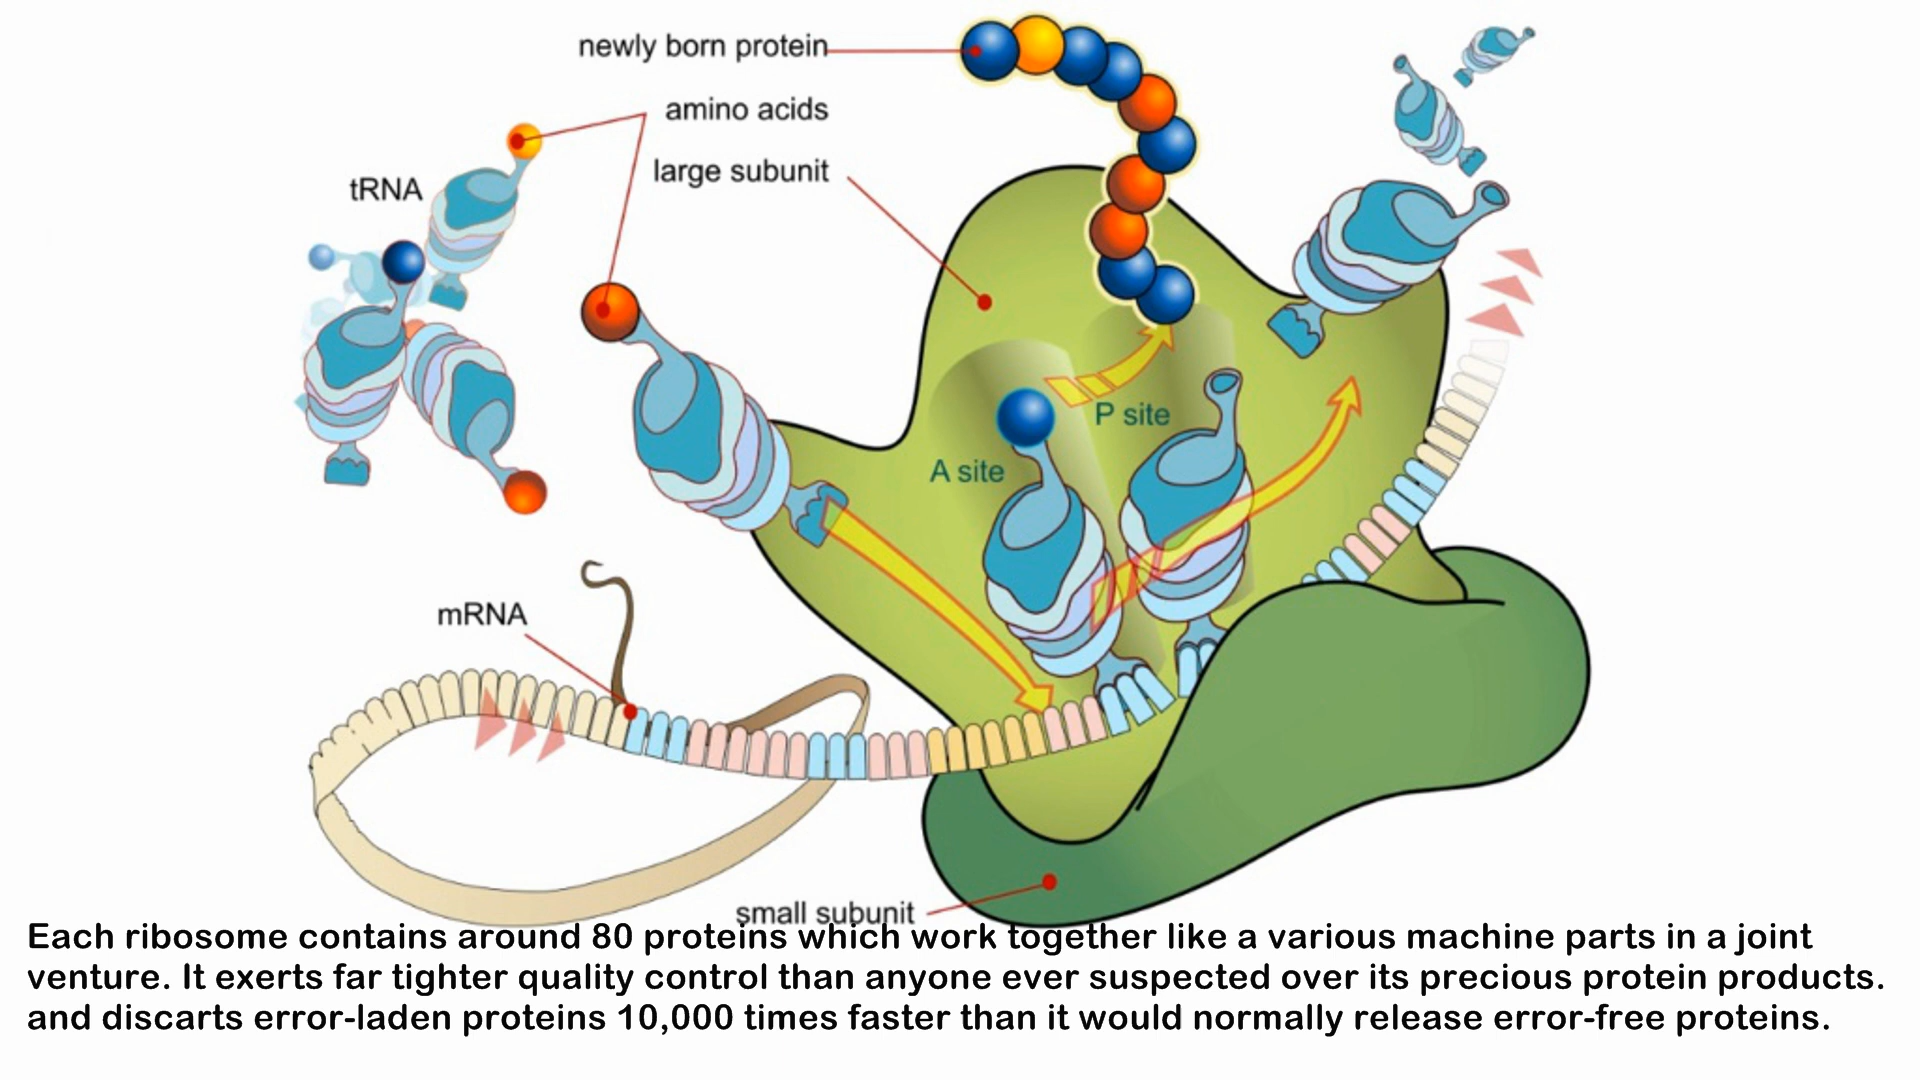 newly born protein
amino acids
large subunit
tRNA
P site
A site
mRNA
small subunit
Each ribosome contains around 80 proteins which work together like a various machine parts in a joint
venture. It exerts far tighter quality control than anyone ever suspected over its precious protein products.
and discarts error-laden proteins 10,000 times faster than it would normally release error-free proteins.